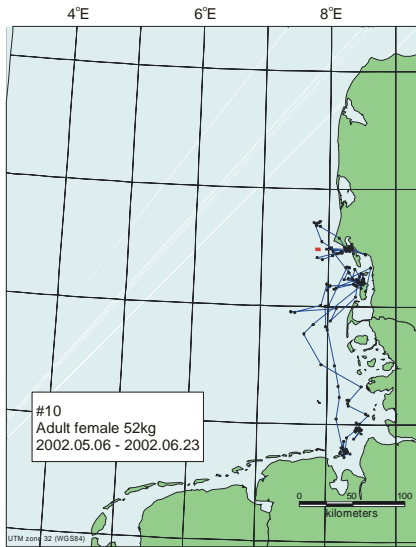 4°E 6°E 8°E
#10
Adult female 52kg
2002.05.06 - 2002.06.23
0 50 100
kilometers
UTM zone 32 (WGS84)